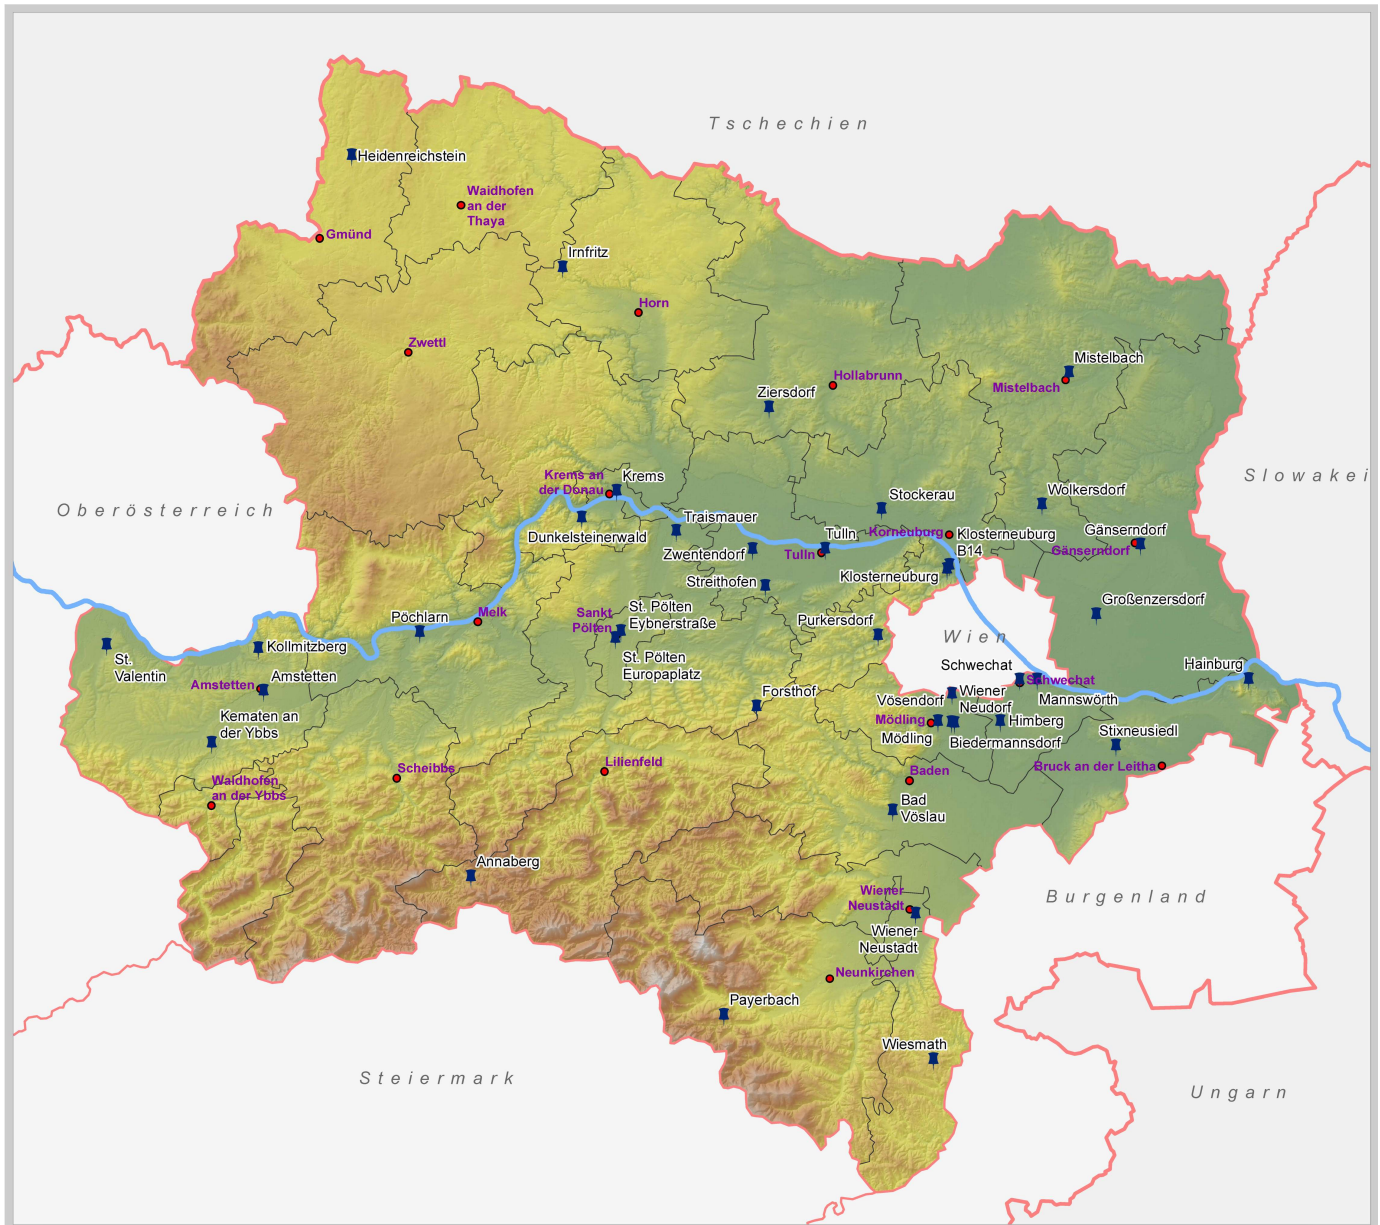 Tschechien
Heidenreichstein
Waidhofen
an der
Thaya
Gmünd
Irnfritz
Horn
Zwettl
Mistelbach
Hollabrunn
Mistelbach
Ziersdorf
Slowakei
Krems an
der Donau
Krems
Wolkersdorf
Stockerau
Oberösterreich
Traismauer
Dunkelsteinerwald
Tulln
Korneuburg
Klosterneuburg
B14
Gänserndorf
Gänserndorf
Zwentendorf
Tulln
Klosterneuburg
Streithofen
Großenzersdorf
Pöchlarn
Melk
Sankt
Pölten
St. Pölten
Eybnerstraße
Purkersdorf
Wien
Kollmitzberg
St.
Valentin
St. Pölten
Europaplatz
Schwechat
Hainburg
Amstetten
Amstetten
Schwechat
Forsthof
Vösendorf
Wiener
Neudorf
Mannswörth
Kematen an
der Ybbs
Mödling
Mödling
Himberg
Biedermannsdorf
Stixneusiedl
Scheibbs
Lilienfeld
Baden
Bruck an der Leitha
Waidhofen
an der Ybbs
Bad
Vöslau
Annaberg
Wiener
Neustadt
Burgenland
Wiener
Neustadt
Neunkirchen
Payerbach
Wiesmath
Steiermark
Ungarn